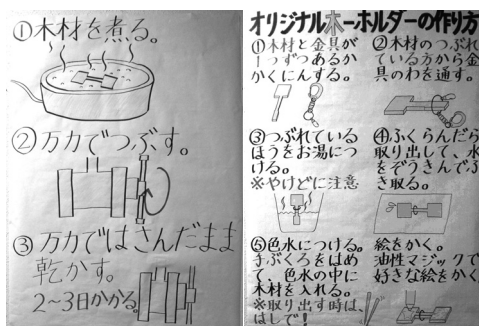 ①木材を煮る。
②万力でつぶす。
③万力ではさんだまま
乾かす。
2〜3日かかる。
オリジナル木ーホルダーの作り方
①木材と金具が
1つずつあるか
かくにんする。
②木材のつぶれ
ている方から金
具のわを通す。
③つぶれている
ほうをお湯につ
ける。
※やけどに注意
④ふくらんだら
取り出して、水
をぞうきんでふ
き取る。
⑤色水につける。
手ぶくろをはめ
て、色水の中に
木材を入れる。
※取り出す時は、
はしで!
絵をかく。
油性マジックで
好きな絵をかく